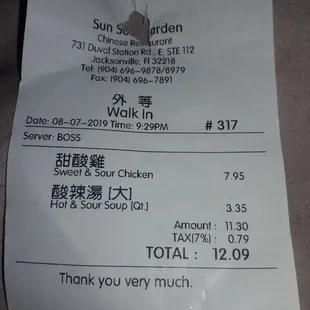 Sun Garden
Chinese Restaurant
731 Duval Station Rd., E, STE 112
Jacksonville, Fl 32218
Tel: (904) 696-9878/8979
Fax: (904) 696-7891
外 等
Walk In
Date: 08-07-2019 Time: 9:29PM # 317
Server: BOSS
甜酸雞
Sweet & Sour Chicken 7.95
酸辣湯 [大]
Hot & Sour Soup [Qt.] 3.35
Amount : 11.30
TAX(7%) : 0.79
TOTAL : 12.09
Thank you very much.